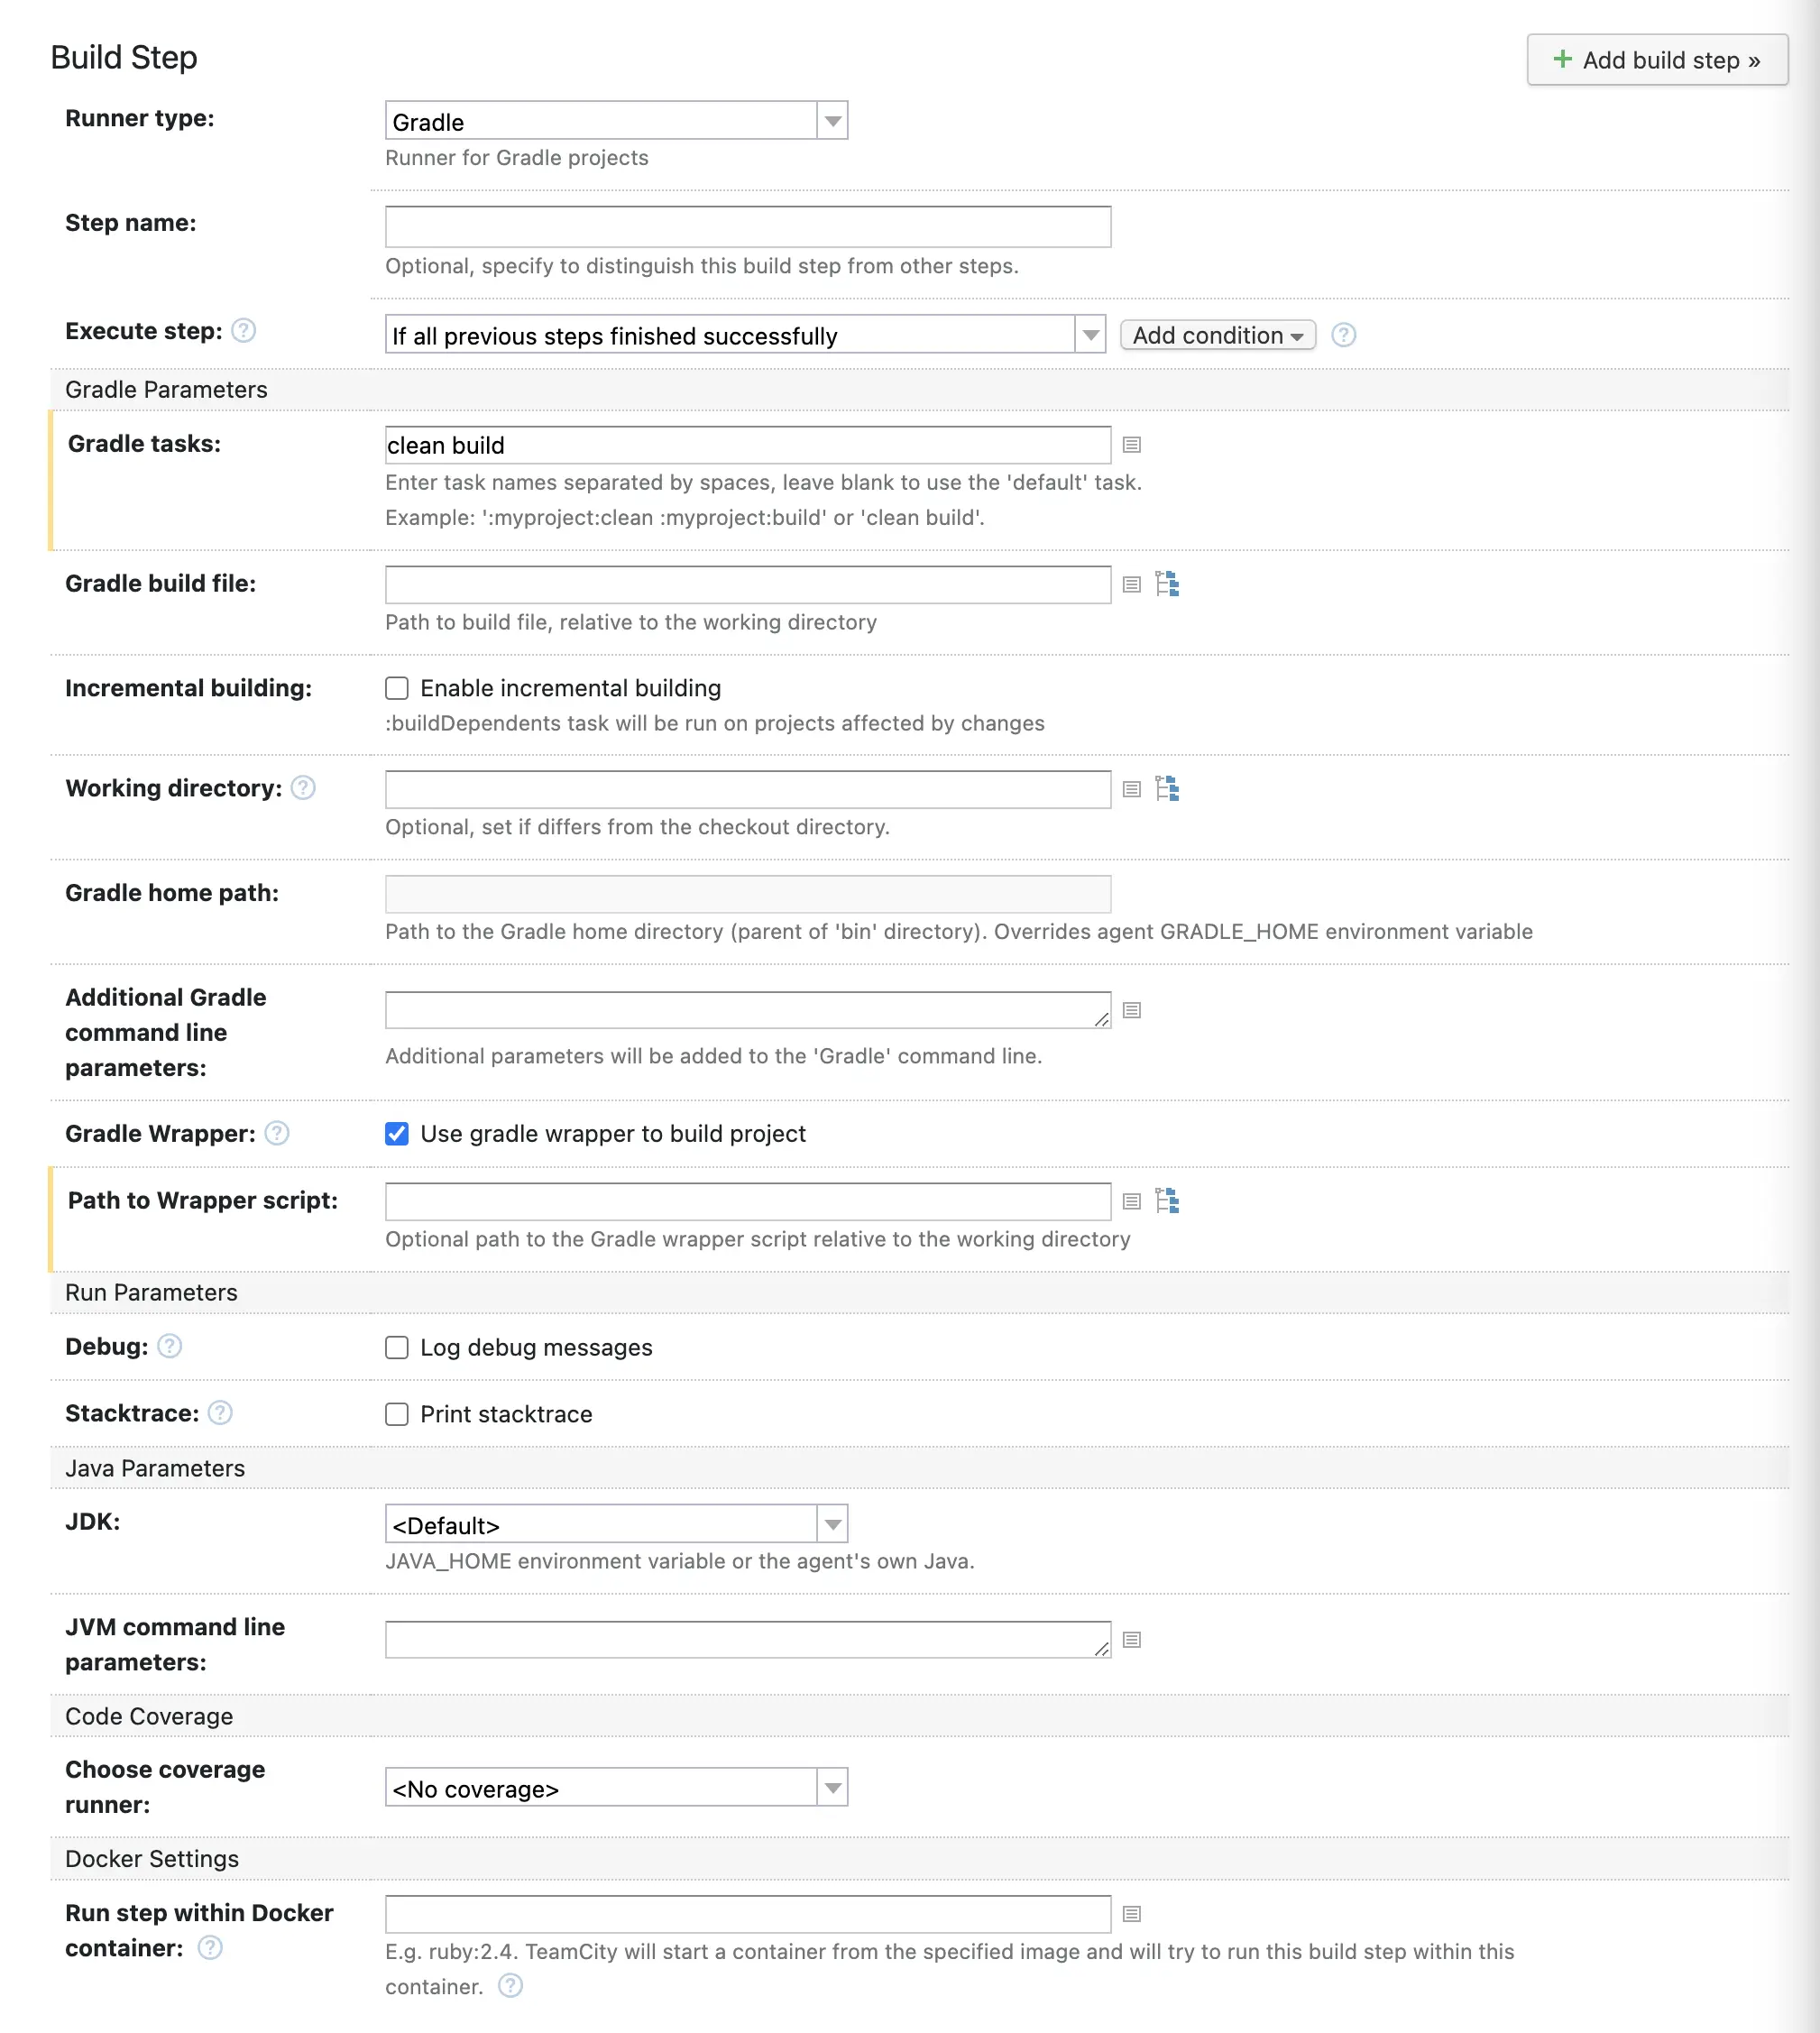 Build Step
+ Add build step »
Runner type:
Gradle
Runner for Gradle projects
Step name:
Optional, specify to distinguish this build step from other steps.
Execute step: ?
If all previous steps finished successfully
Add condition
?
Gradle Parameters
Gradle tasks:
clean build
Enter task names separated by spaces, leave blank to use the 'default' task.
Example: ':myproject:clean :myproject:build' or 'clean build'.
Gradle build file:
Path to build file, relative to the working directory
Incremental building:
Enable incremental building
:buildDependents task will be run on projects affected by changes
Working directory: ?
Optional, set if differs from the checkout directory.
Gradle home path:
Path to the Gradle home directory (parent of 'bin' directory). Overrides agent GRADLE_HOME environment variable
Additional Gradle
command line
parameters:
Additional parameters will be added to the 'Gradle' command line.
Gradle Wrapper: ?
Use gradle wrapper to build project
Path to Wrapper script:
Optional path to the Gradle wrapper script relative to the working directory
Run Parameters
Debug: ?
Log debug messages
Stacktrace: ?
Print stacktrace
Java Parameters
JDK:
<Default>
JAVA_HOME environment variable or the agent's own Java.
JVM command line
parameters:
Code Coverage
Choose coverage
runner:
<No coverage>
Docker Settings
Run step within Docker
container: ?
E.g. ruby:2.4. TeamCity will start a container from the specified image and will try to run this build step within this
container. ?